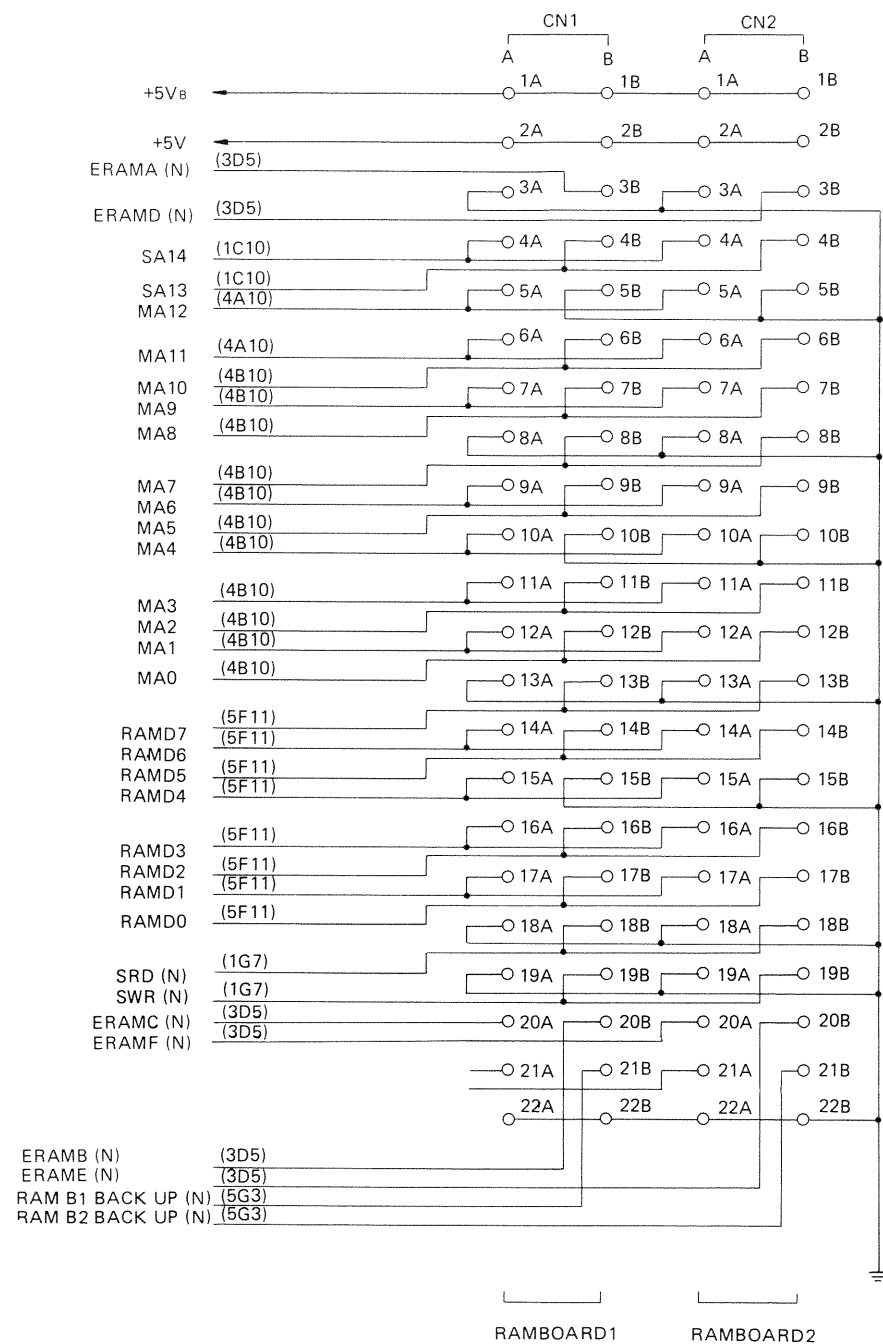 CN1 CN2
A B A B
+5VB 1A 1B 1A 1B
+5V 2A 2B 2A 2B
ERAMA (N) (3D5)
3A 3B 3A 3B
ERAMD (N) (3D5)
SA14 (1C10) 4A 4B 4A 4B
SA13 (1C10)
MA12 (4A10) 5A 5B 5A 5B
MA11 (4A10) 6A 6B 6A 6B
MA10 (4B10)
MA9 (4B10) 7A 7B 7A 7B
MA8 (4B10)
8A 8B 8A 8B
MA7 (4B10)
MA6 (4B10) 9A 9B 9A 9B
MA5 (4B10)
MA4 (4B10) 10A 10B 10A 10B
MA3 (4B10) 11A 11B 11A 11B
MA2 (4B10)
MA1 (4B10) 12A 12B 12A 12B
MA0 (4B10)
13A 13B 13A 13B
RAMD7 (5F11)
RAMD6 (5F11) 14A 14B 14A 14B
RAMD5 (5F11)
RAMD4 (5F11) 15A 15B 15A 15B
RAMD3 (5F11) 16A 16B 16A 16B
RAMD2 (5F11)
RAMD1 (5F11) 17A 17B 17A 17B
RAMD0 (5F11)
18A 18B 18A 18B
SRD (N) (1G7)
19A 19B 19A 19B
SWR (N) (1G7)
ERAMC (N) (3D5) 20A 20B 20A 20B
ERAMF (N) (3D5)
21A 21B 21A 21B
22A 22B 22A 22B
ERAMB (N) (3D5)
ERAME (N) (3D5)
RAM B1 BACK UP (N) (5G3)
RAM B2 BACK UP (N) (5G3)
RAMBOARD1 RAMBOARD2